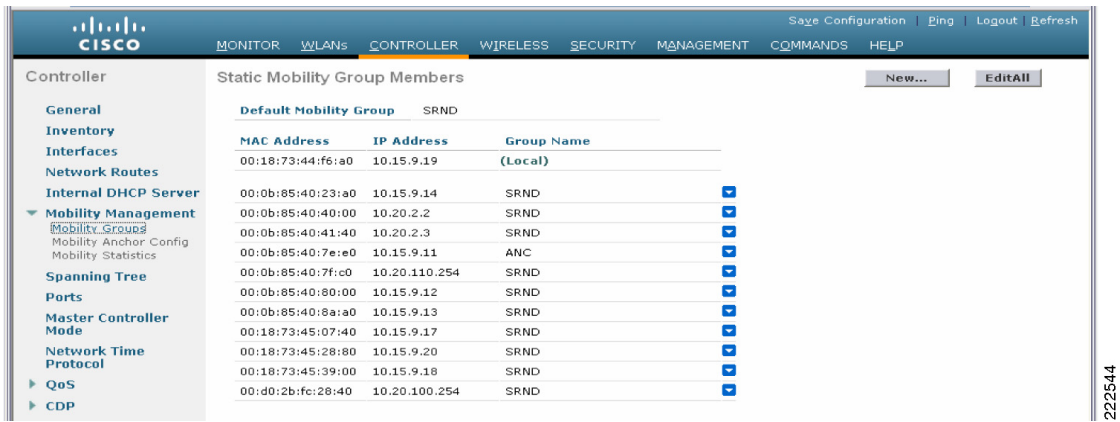 Save Configuration | Ping | Logout | Refresh
CISCO
MONITOR WLANs CONTROLLER WIRELESS SECURITY MANAGEMENT COMMANDS HELP
Controller
General
Inventory
Interfaces
Network Routes
Internal DHCP Server
Mobility Management
Mobility Groups
Mobility Anchor Config
Mobility Statistics
Spanning Tree
Ports
Master Controller
Mode
Network Time
Protocol
QoS
CDP
Static Mobility Group Members
New...
EditAll
Default Mobility Group SRND
MAC Address IP Address Group Name
00:18:73:44:f6:a0 10.15.9.19 (Local)
00:0b:85:40:23:a0 10.15.9.14 SRND
00:0b:85:40:40:00 10.20.2.2 SRND
00:0b:85:40:41:40 10.20.2.3 SRND
00:0b:85:40:7e:e0 10.15.9.11 ANC
00:0b:85:40:7f:c0 10.20.110.254 SRND
00:0b:85:40:80:00 10.15.9.12 SRND
00:0b:85:40:8a:a0 10.15.9.13 SRND
00:18:73:45:07:40 10.15.9.17 SRND
00:18:73:45:28:80 10.15.9.20 SRND
00:18:73:45:39:00 10.15.9.18 SRND
00:d0:2b:fc:28:40 10.20.100.254 SRND
222544